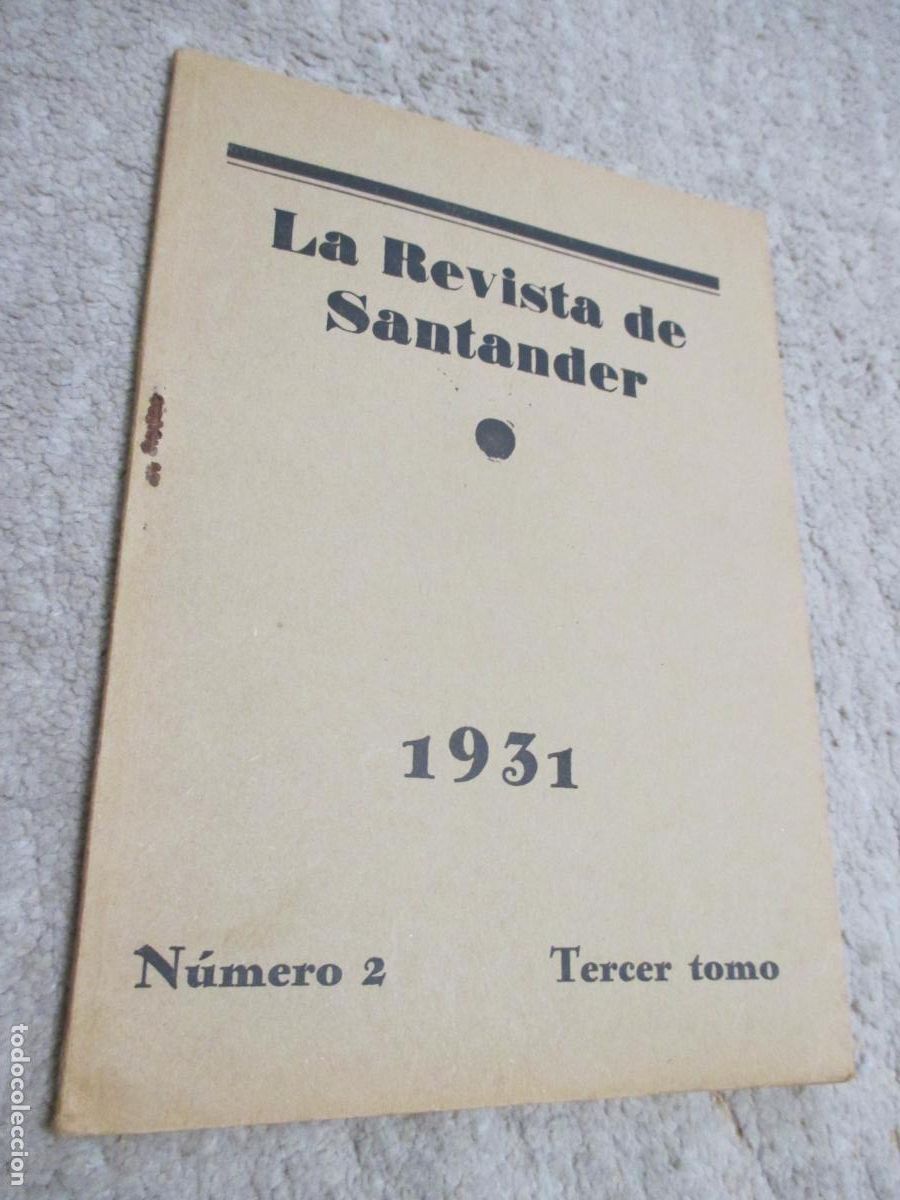 La Revista de
Santander
1931
Número 2
Tercer tomo
todocoleccion